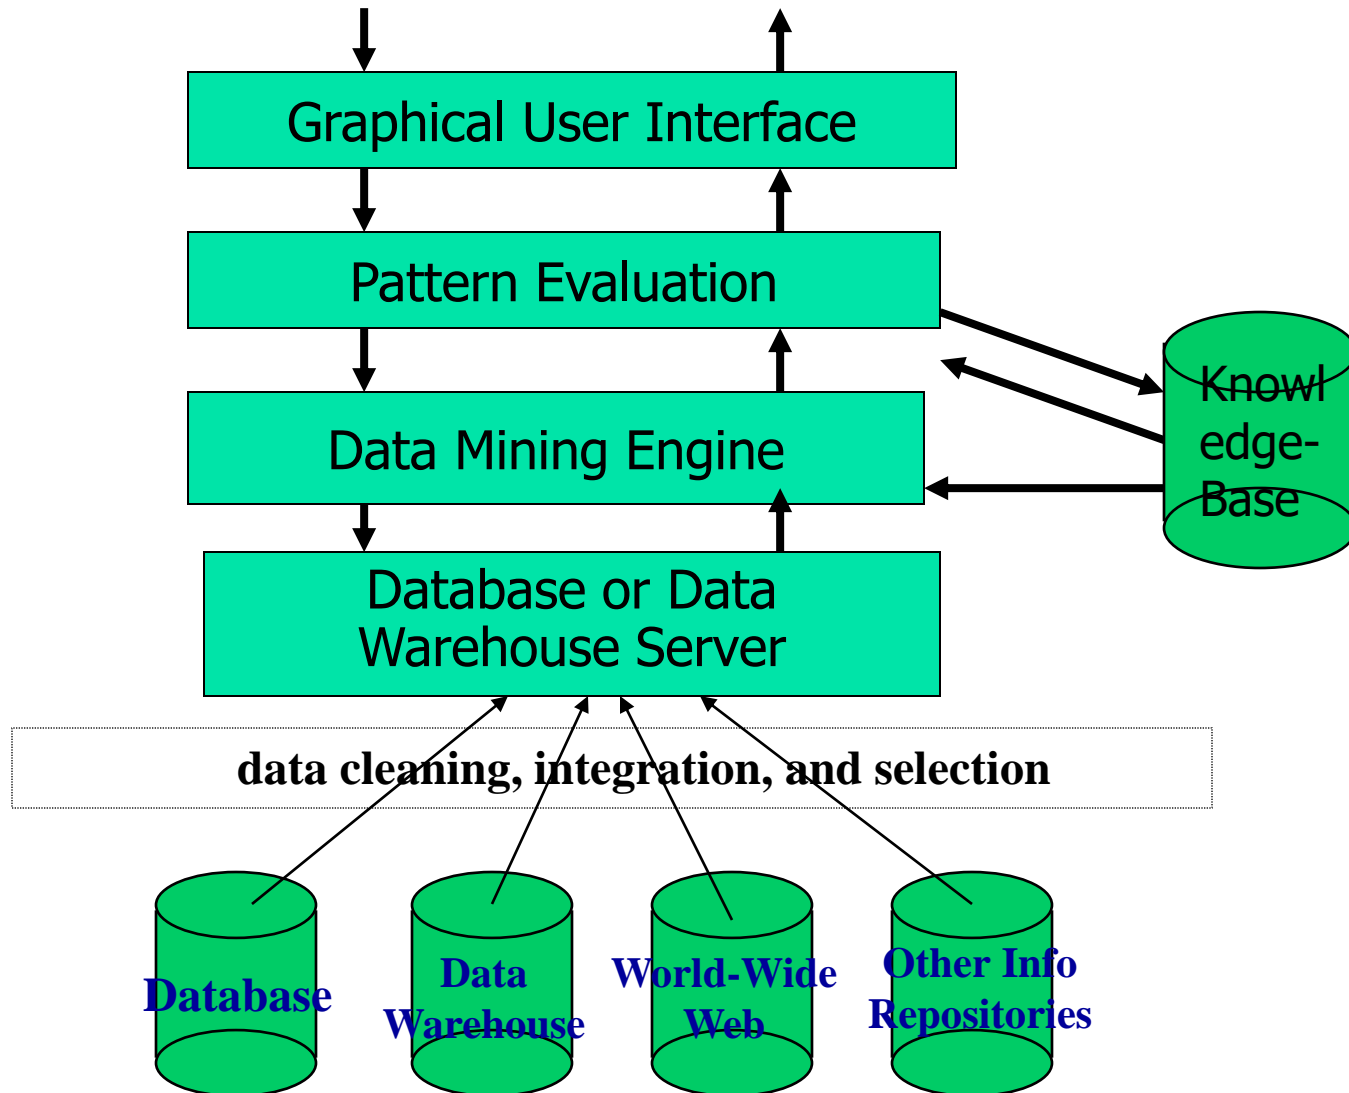 Graphical User Interface
Pattern Evaluation
Data Mining Engine
Knowl
edge-
Base
Database or Data
Warehouse Server
data cleaning, integration, and selection
Database
Data
Warehouse
World-Wide
Web
Other Info
Repositories